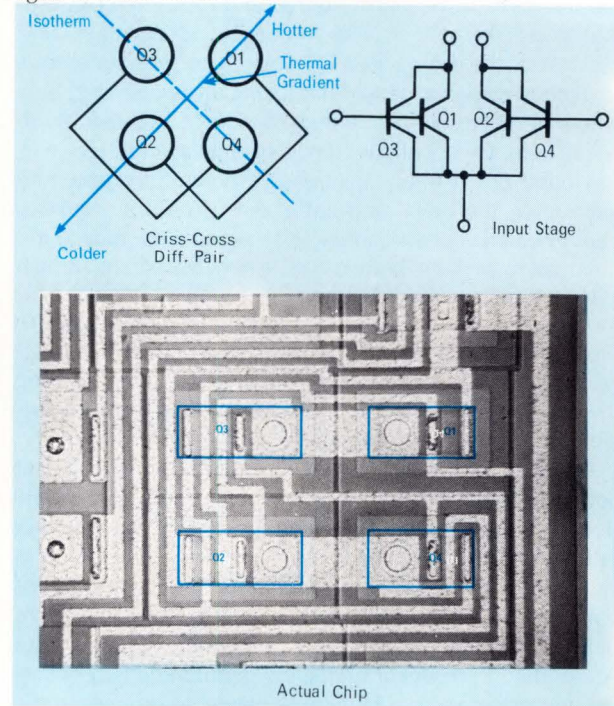 Isotherm
Hotter
Q3
Q1
Thermal
Gradient
Q2
Q4
Colder
Criss-Cross
Diff. Pair
Q1
Q2
Q3
Q4
Input Stage
Q3
Q1
Q2
Actual Chip